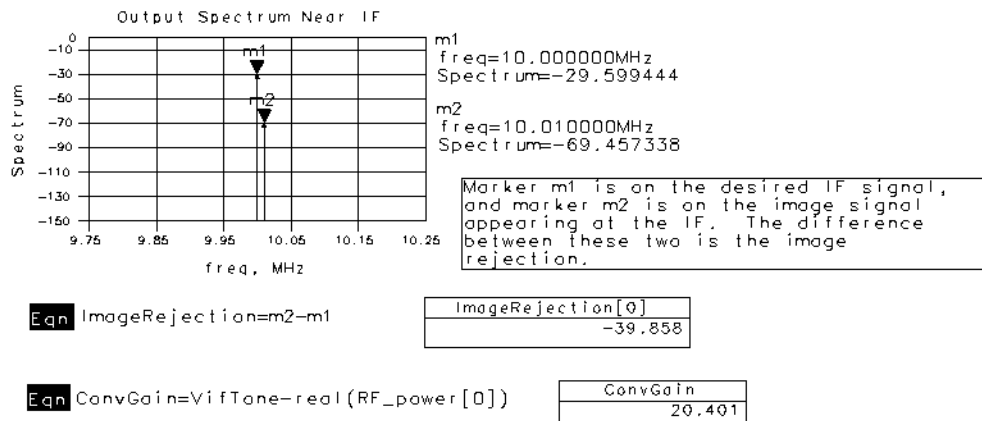 Output Spectrum Near IF
0
-10
-30
-50
-70
-90
-110
-130
-150
Spectrum
m1
m2
9.75
9.85
9.95
10.05
10.15
10.25
freq, MHz
m1
freq=10.000000MHz
Spectrum=-29.599444
m2
freq=10.010000MHz
Spectrum=-69.457338
Marker m1 is on the desired IF signal,
and marker m2 is on the image signal
appearing at the IF. The difference
between these two is the image
rejection.
Eqn ImageRejection=m2-m1
ImageRejection[0]
-39.858
Eqn ConvGain=VifTone-real(RF_power[0])
ConvGain
20.401